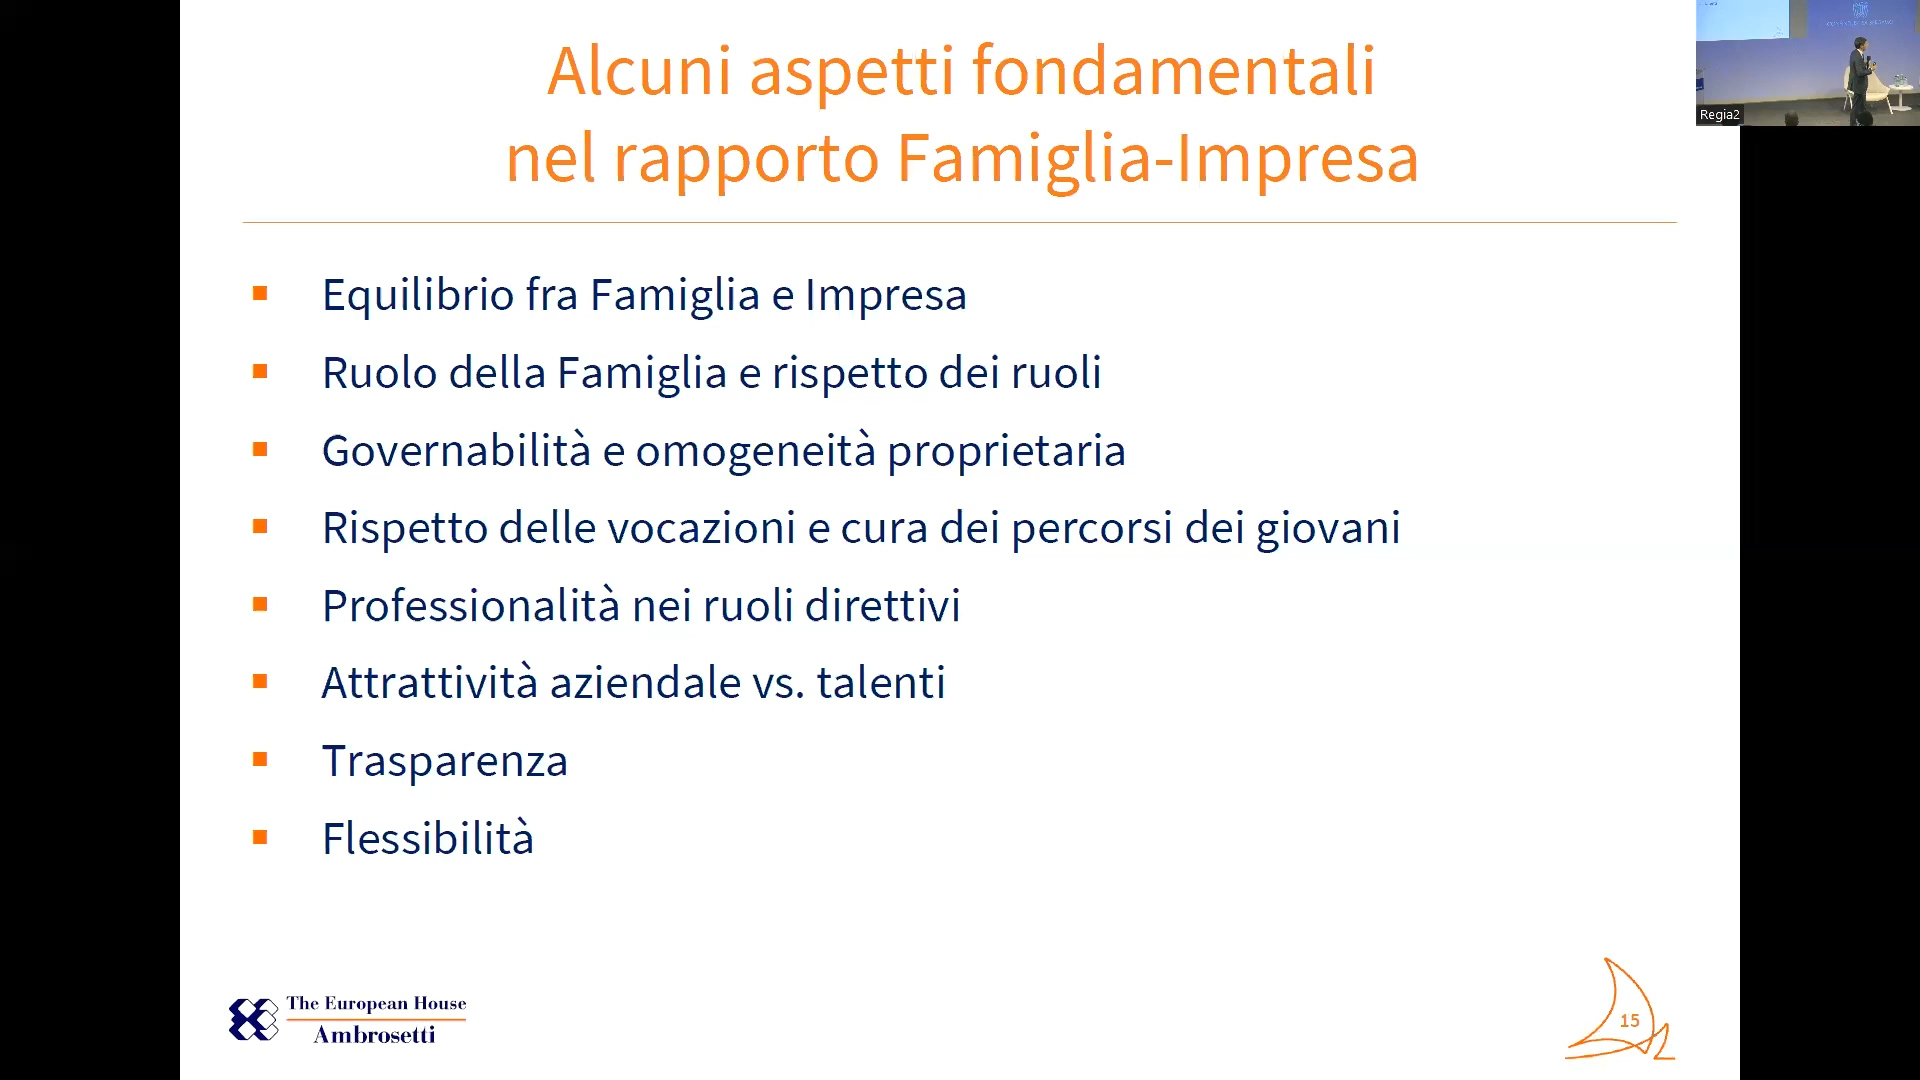 Alcuni aspetti fondamentali
nel rapporto Famiglia-Impresa
Regia2
Equilibrio fra Famiglia e Impresa
Ruolo della Famiglia e rispetto dei ruoli
Governabilità e omogeneità proprietaria
Rispetto delle vocazioni e cura dei percorsi dei giovani
Professionalità nei ruoli direttivi
Attrattività aziendale vs. talenti
Trasparenza
Flessibilità
The European House
Ambrosetti
15